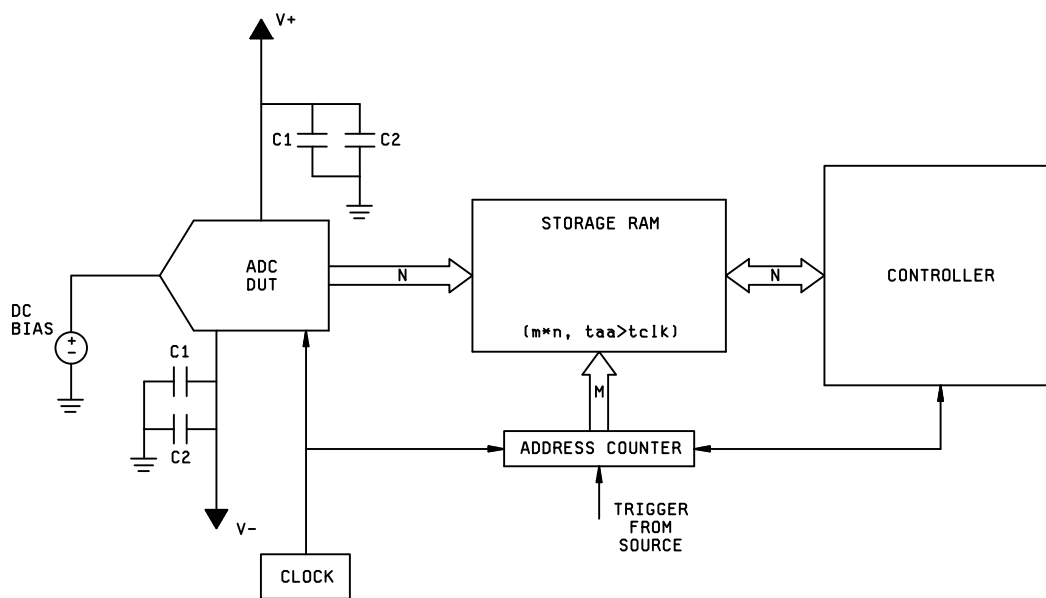 V+
C1
C2
STORAGE RAM
ADC
DUT
N
N
CONTROLLER
DC
BIAS
+
-
(m*n, taa>tclk)
C1
M
C2
ADDRESS COUNTER
TRIGGER
FROM
SOURCE
V-
CLOCK